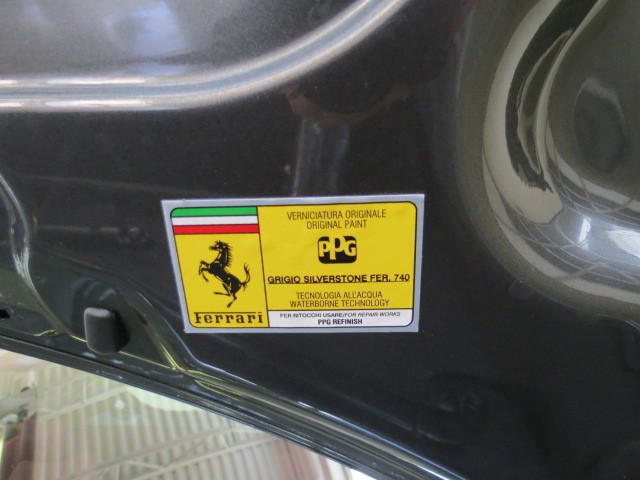 VERNICIATURA ORIGINALE
ORIGINAL PAINT
PPG
GRIGIO SILVERSTONE FER. 740
TECNOLOGIA ALL'ACQUA
WATERBORNE TECHNOLOGY
Ferrari
PER RITOCCHI USARE/FOR REPAIR WORKS
PPG REFINISH